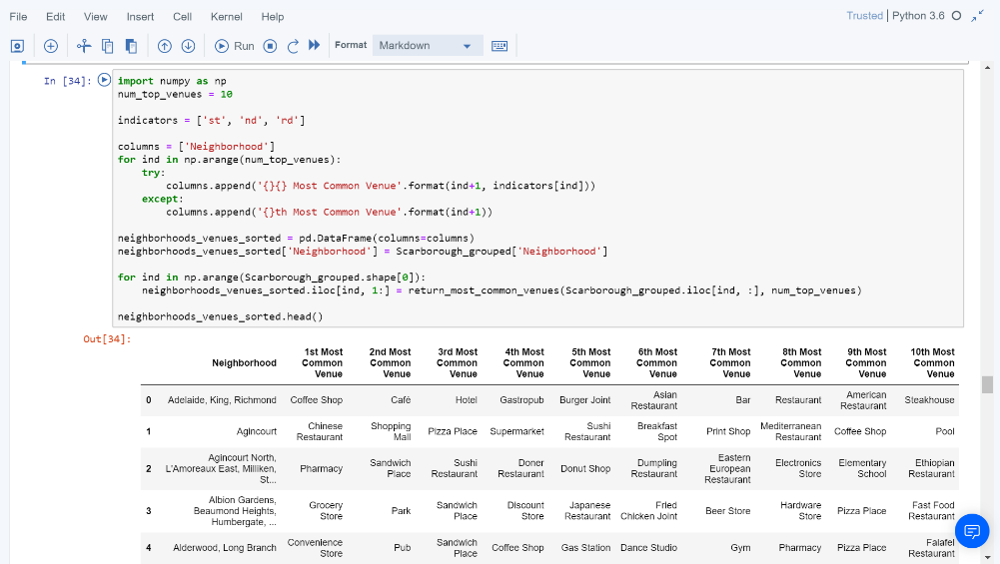 File Edit View Insert Cell Kernel Help Trusted | Python 3.6
Run Format Markdown
In [34]: import numpy as np
num_top_venues = 10
indicators = ['st', 'nd', 'rd']
columns = ['Neighborhood']
for ind in np.arange(num_top_venues):
try:
columns.append('{}{} Most Common Venue'.format(ind+1, indicators[ind]))
except:
columns.append('{}th Most Common Venue'.format(ind+1))
neighborhoods_venues_sorted = pd.DataFrame(columns=columns)
neighborhoods_venues_sorted['Neighborhood'] = Scarborough_grouped['Neighborhood']
for ind in np.arange(Scarborough_grouped.shape[0]):
neighborhoods_venues_sorted.iloc[ind, 1:] = return_most_common_venues(Scarborough_grouped.iloc[ind, :], num_top_venues)
neighborhoods_venues_sorted.head()
Out[34]:
1st Most 2nd Most 3rd Most 4th Most 5th Most 6th Most 7th Most 8th Most 9th Most 10th Most
Neighborhood Common Common Common Common Common Common Common Common Common Common
Venue Venue Venue Venue Venue Venue Venue Venue Venue Venue
0 Adelaide, King, Richmond Coffee Shop Café Hotel Gastropub Burger Joint Asian Restaurant Bar Restaurant American Restaurant Steakhouse
1 Agincourt Chinese Restaurant Shopping Mall Pizza Place Supermarket Sushi Restaurant Breakfast Spot Print Shop Mediterranean Restaurant Coffee Shop Pool
2 Agincourt North, L'Amoreaux East, Milliken, St... Pharmacy Sandwich Place Sushi Restaurant Doner Restaurant Donut Shop Dumpling Restaurant Eastern European Restaurant Electronics Store Elementary School Ethiopian Restaurant
3 Albion Gardens, Beaumond Heights, Humbergate, ... Grocery Store Park Sandwich Place Discount Store Japanese Restaurant Fried Chicken Joint Beer Store Hardware Store Pizza Place Fast Food Restaurant
4 Alderwood, Long Branch Convenience Store Pub Sandwich Place Coffee Shop Gas Station Dance Studio Gym Pharmacy Pizza Place Falafel Restaurant